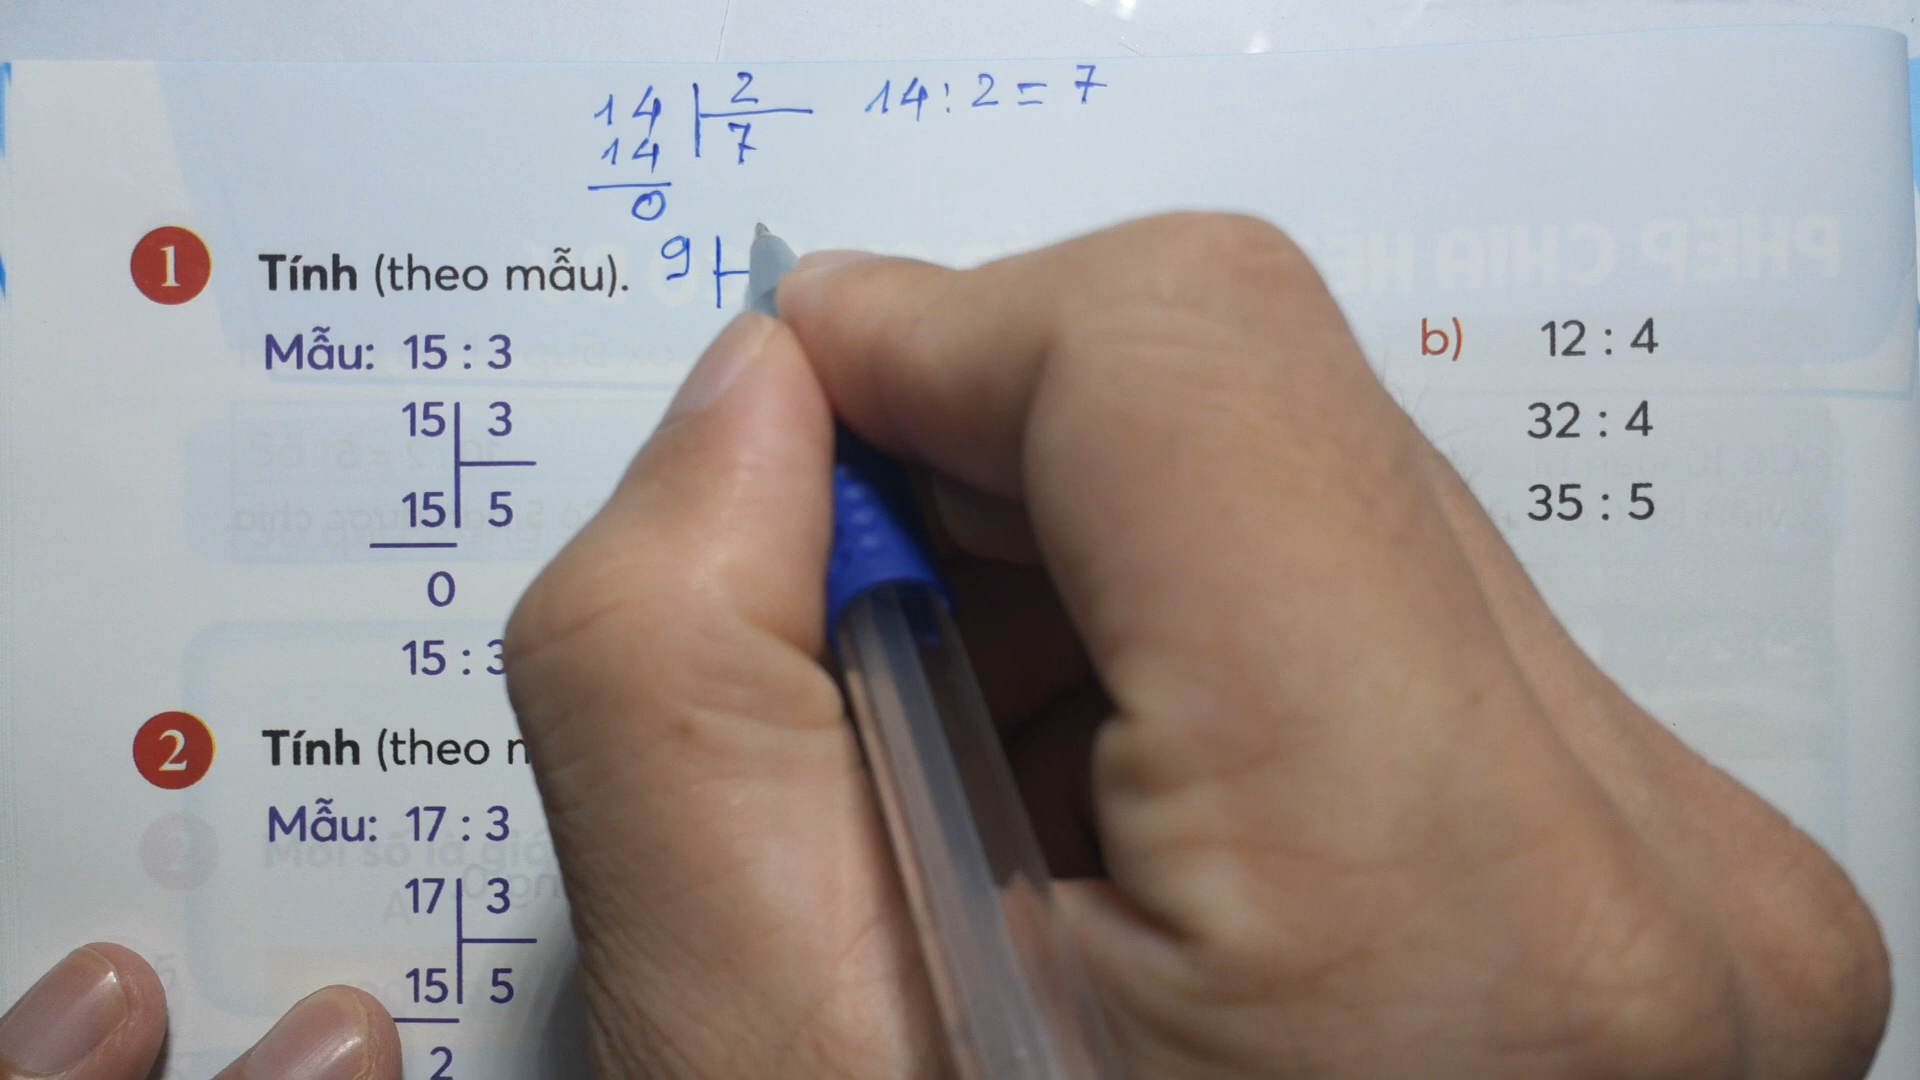 14 2 14 : 2 = 7
14 7
0
9
1 Tính (theo mẫu).
Mẫu: 15 : 3
15 3
15 5
0
15 : 3
b) 12 : 4
32 : 4
35 : 5
2 Tính (theo
Mẫu: 17 : 3
17 3
15 5
2